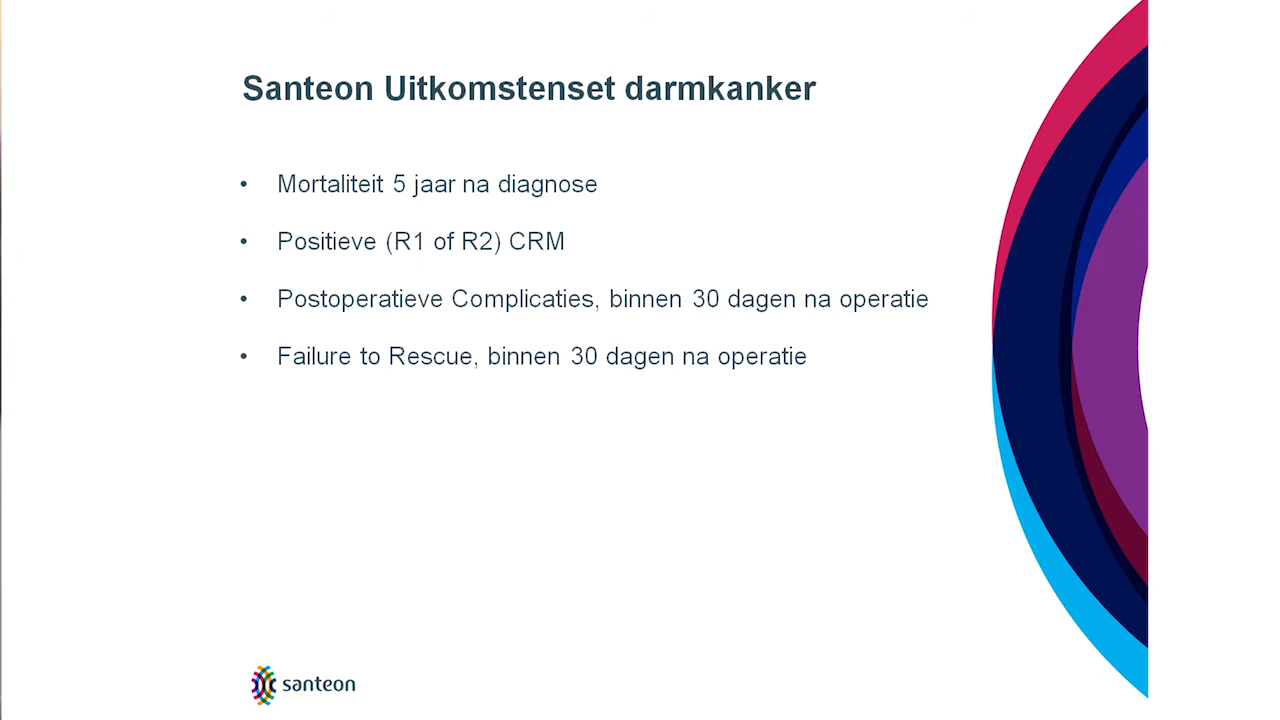 Santeon Uitkomstenset darmkanker
• Mortaliteit 5 jaar na diagnose
• Positieve (R1 of R2) CRM
• Postoperatieve Complicaties, binnen 30 dagen na operatie
• Failure to Rescue, binnen 30 dagen na operatie
santeon